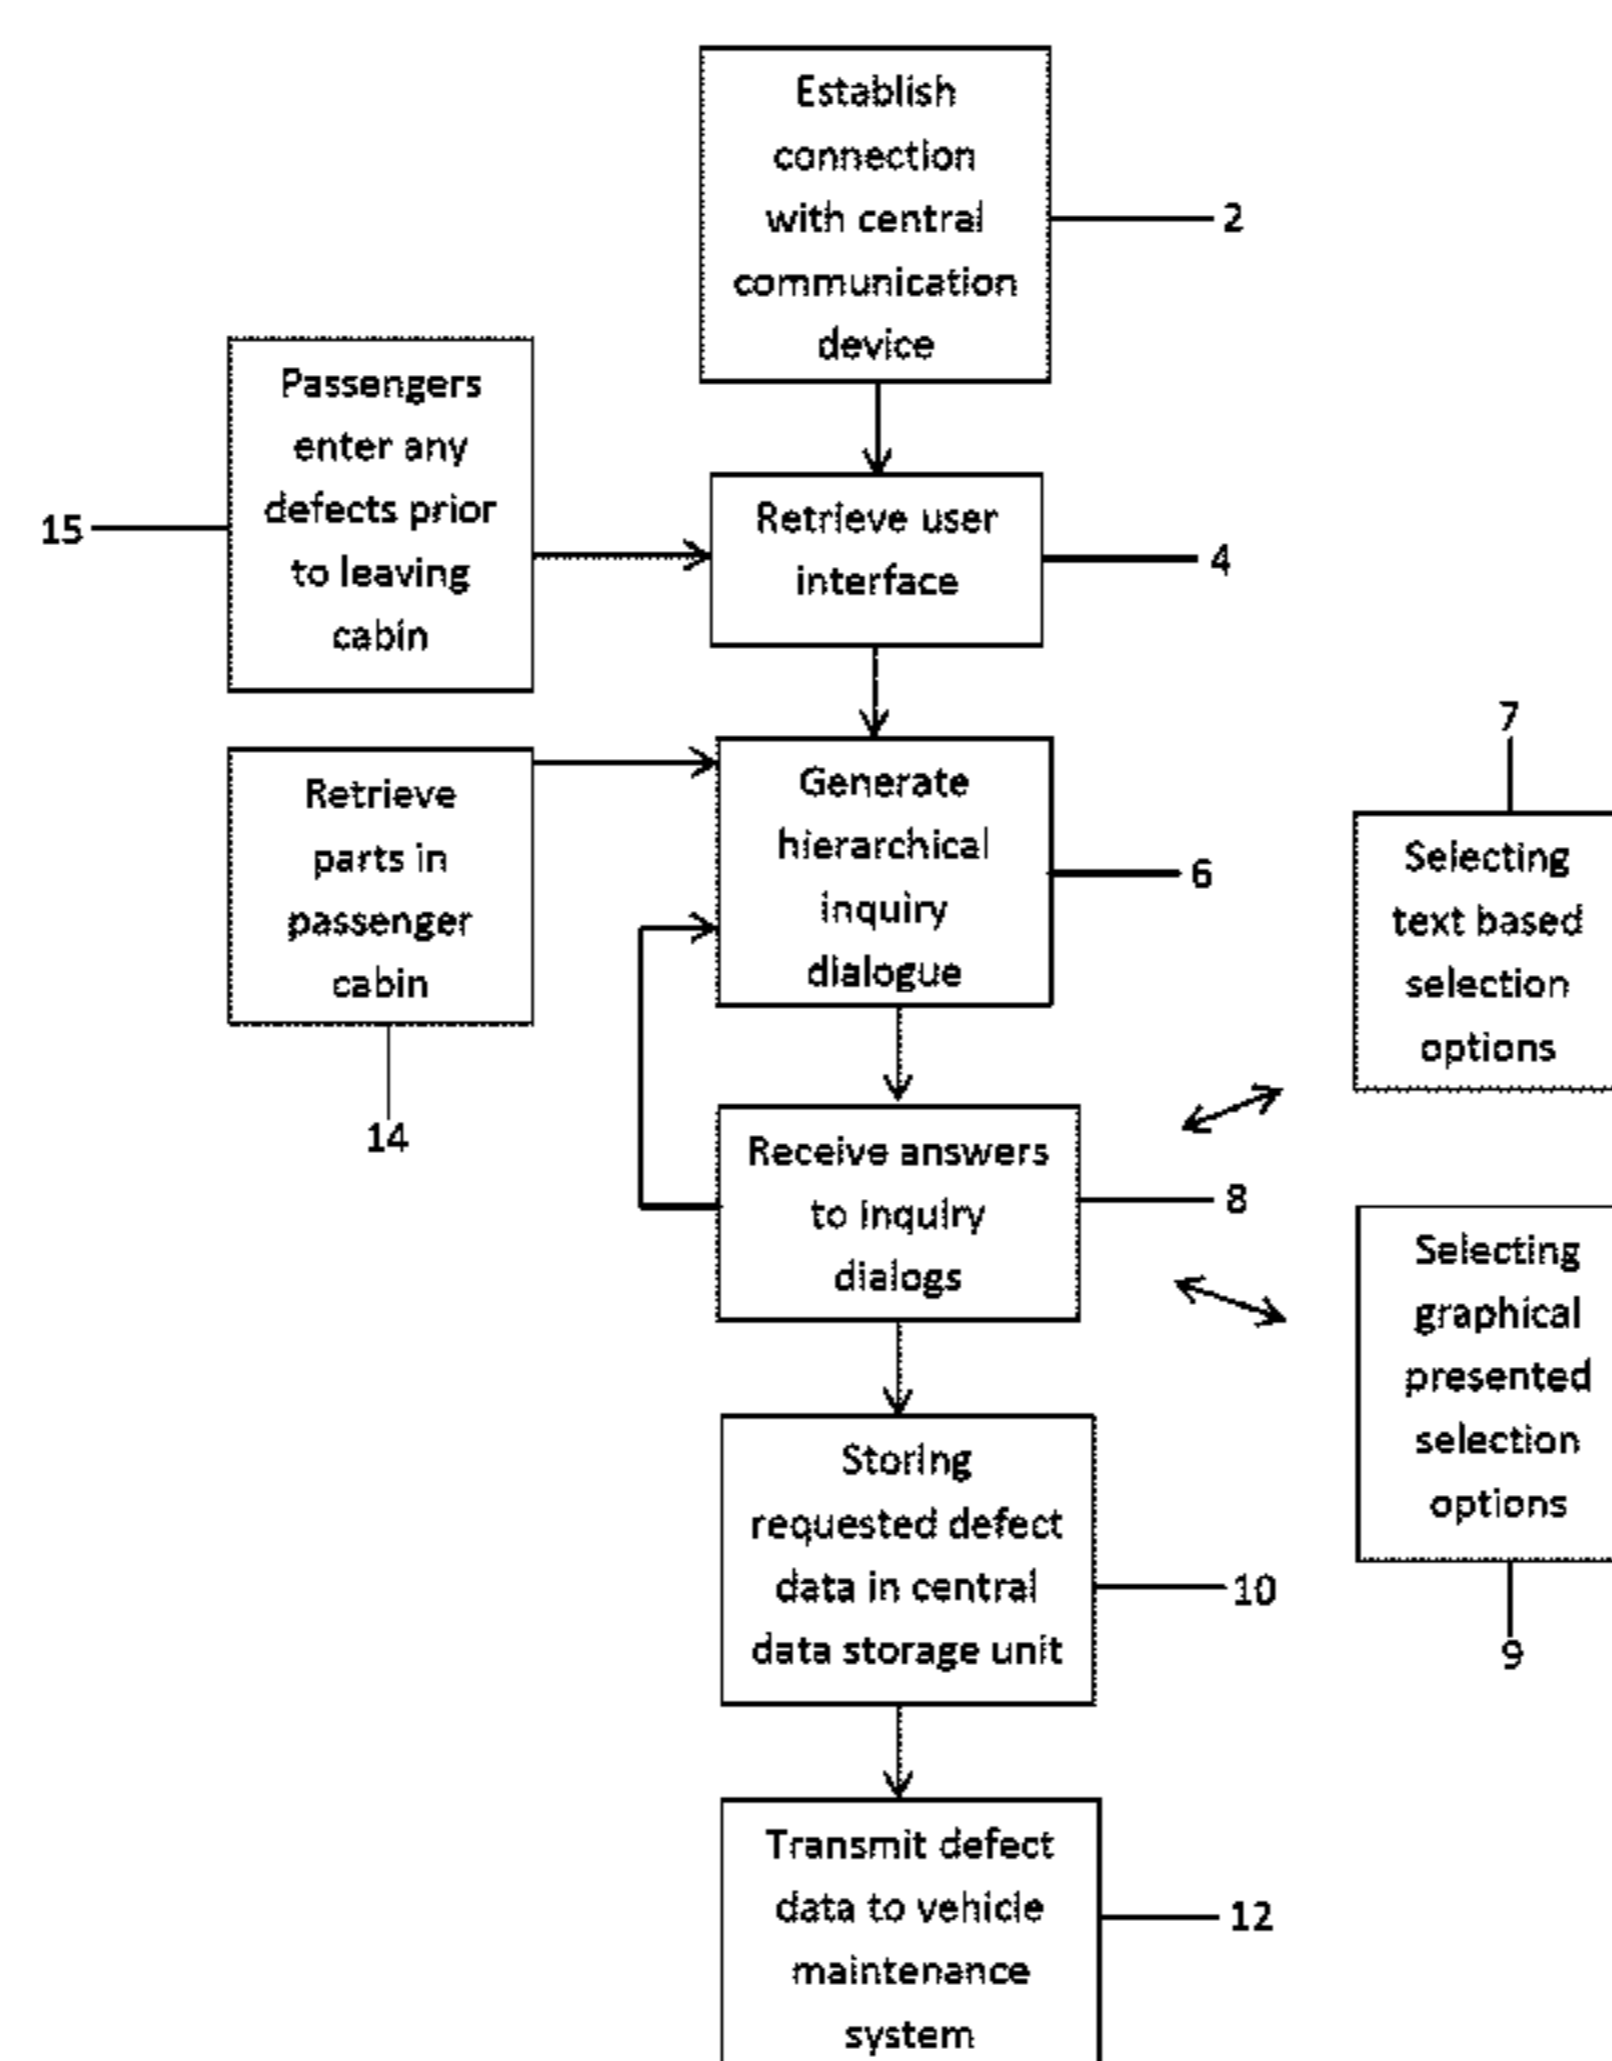 Establish
connection
with central
communication
device
2
Passengers
enter any
defects prior
to leaving
cabin
15
Retrieve user
interface
4
Retrieve
parts in
passenger
cabin
14
Generate
hierarchical
inquiry
dialogue
6
7
Selecting
text based
selection
options
Receive answers
to inquiry
dialogs
8
Selecting
graphical
presented
selection
options
9
Storing
requested defect
data in central
data storage unit
10
Transmit defect
data to vehicle
maintenance
system
12